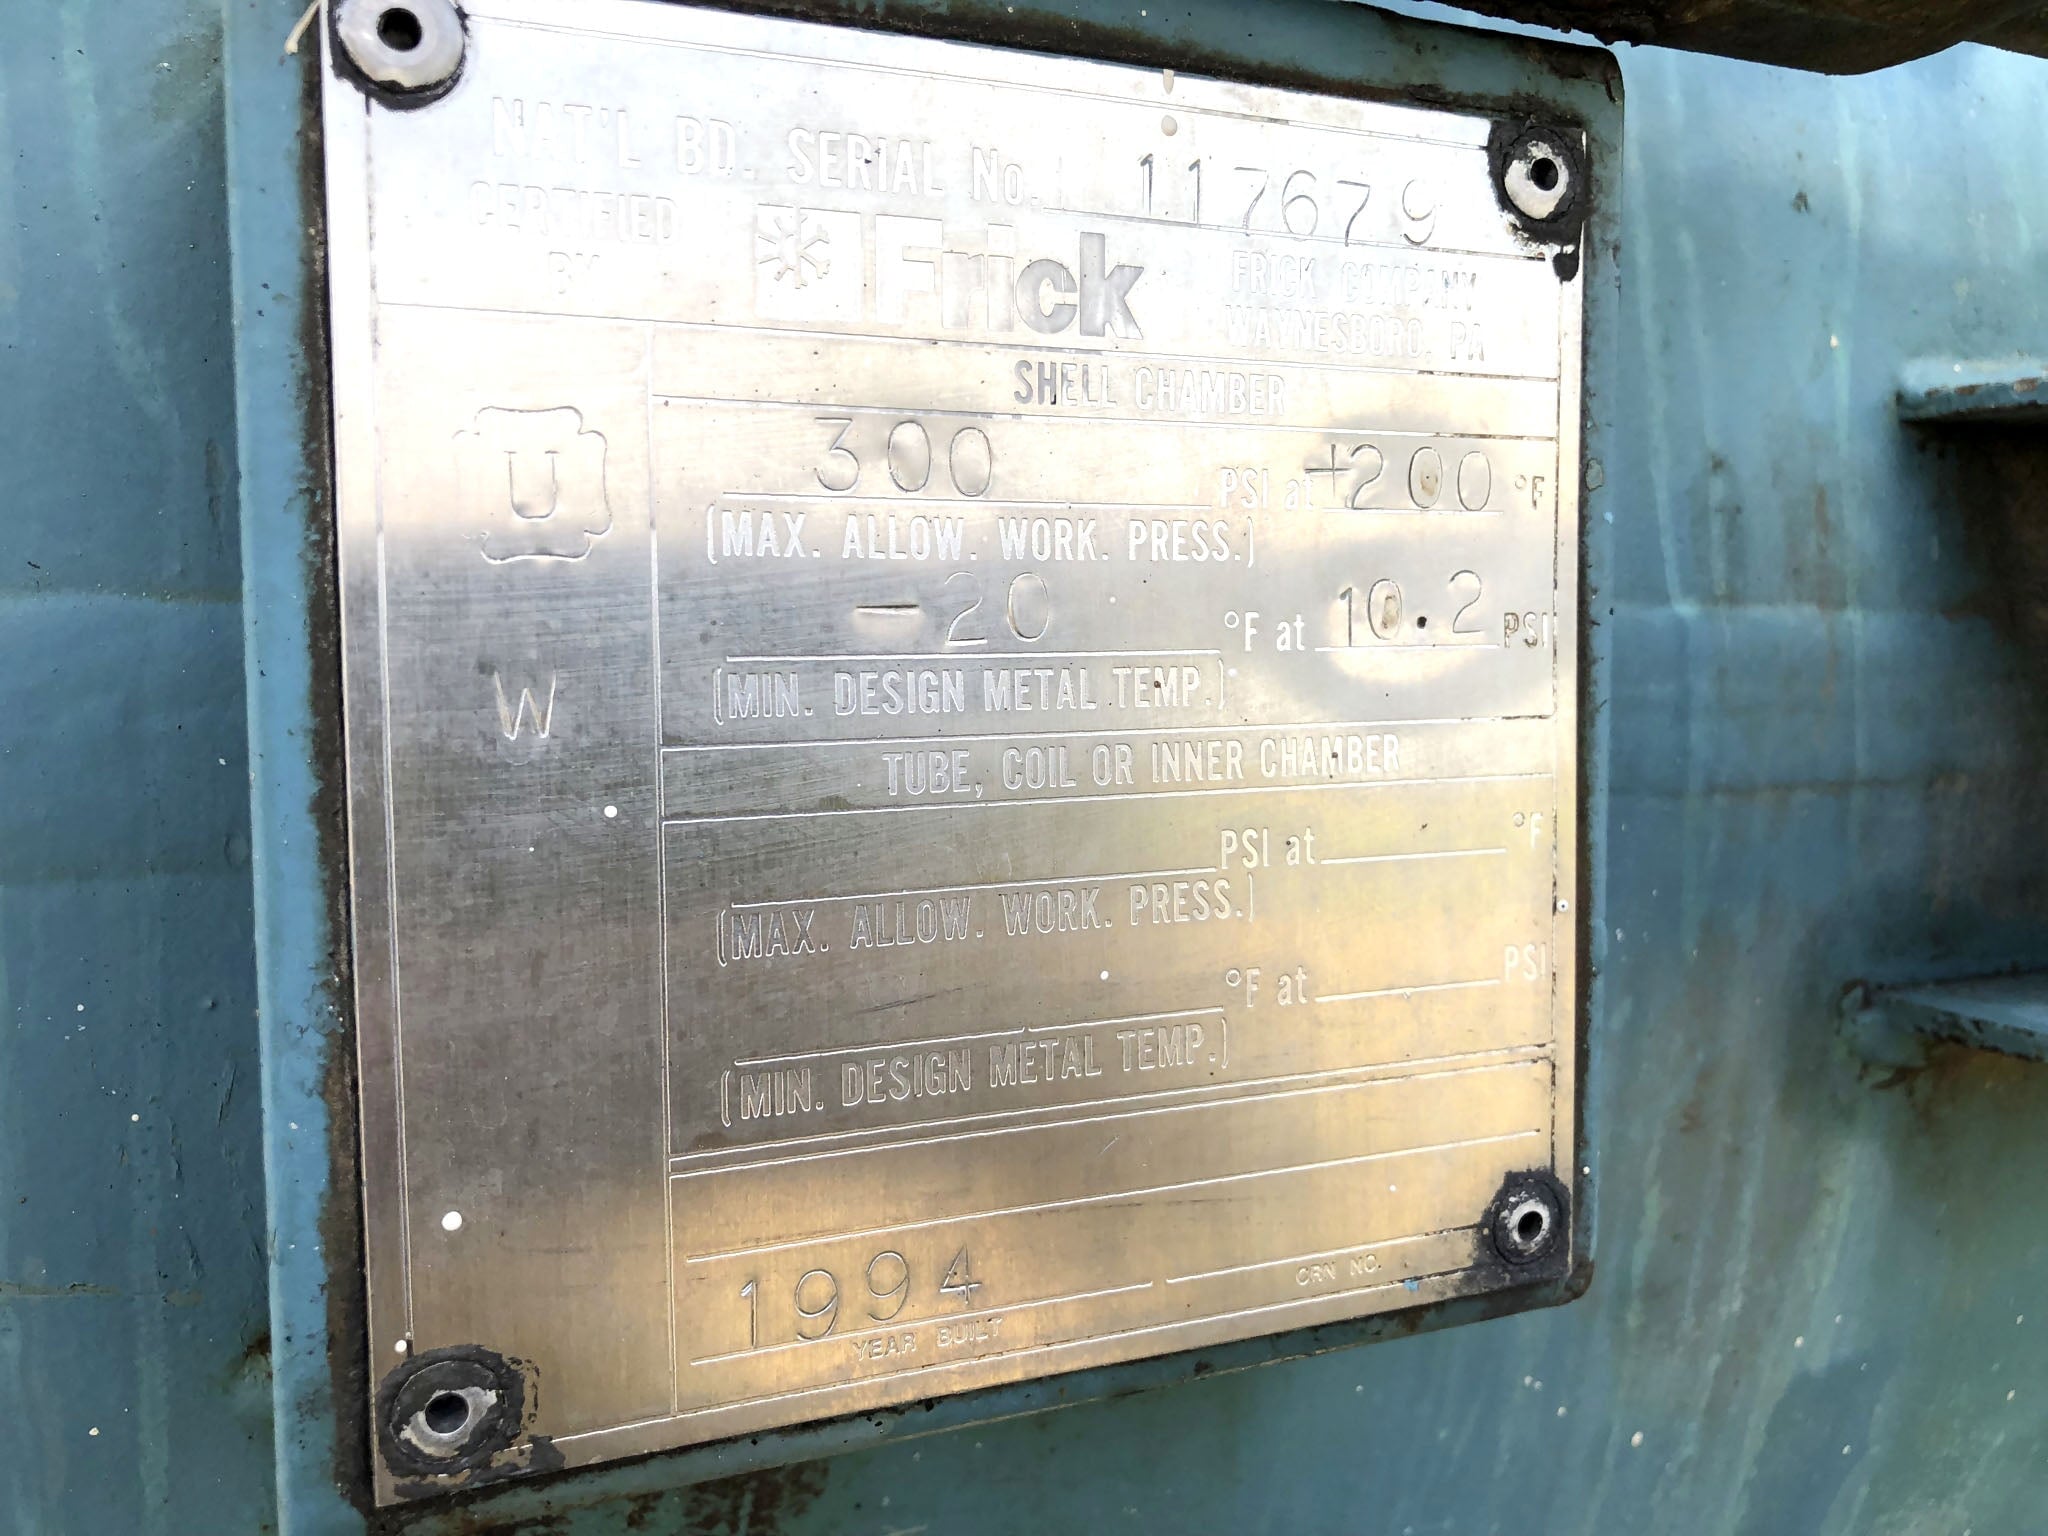 NAT'L BD. SERIAL No. 117679
CERTIFIED BY
Frick
FRICK COMPANY
WAYNESBORO, PA
SHELL CHAMBER
U
300 PSI at +200 °F
(MAX. ALLOW. WORK. PRESS.)
-20 °F at 10.2 PSI
(MIN. DESIGN METAL TEMP.)
W
TUBE, COIL OR INNER CHAMBER
PSI at °F
(MAX. ALLOW. WORK. PRESS.)
°F at PSI
(MIN. DESIGN METAL TEMP.)
1994
YEAR BUILT
CRN NO.